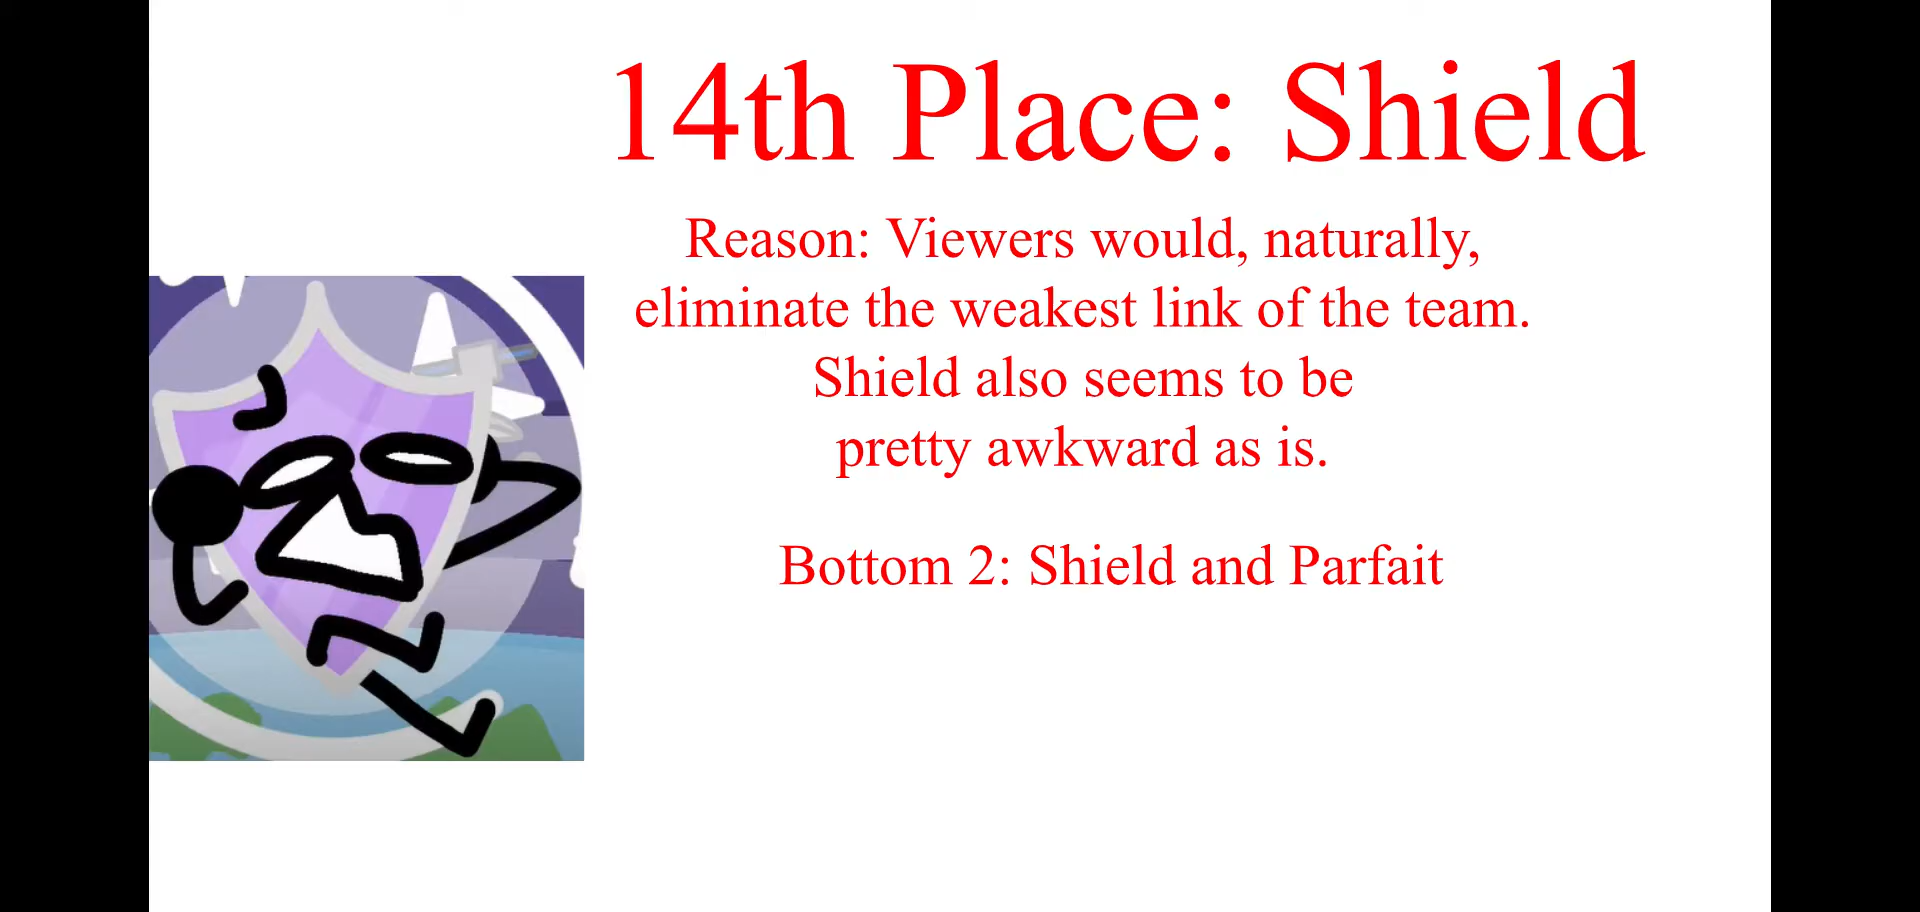 14th Place: Shield
Reason: Viewers would, naturally,
eliminate the weakest link of the team.
Shield also seems to be
pretty awkward as is.
Bottom 2: Shield and Parfait